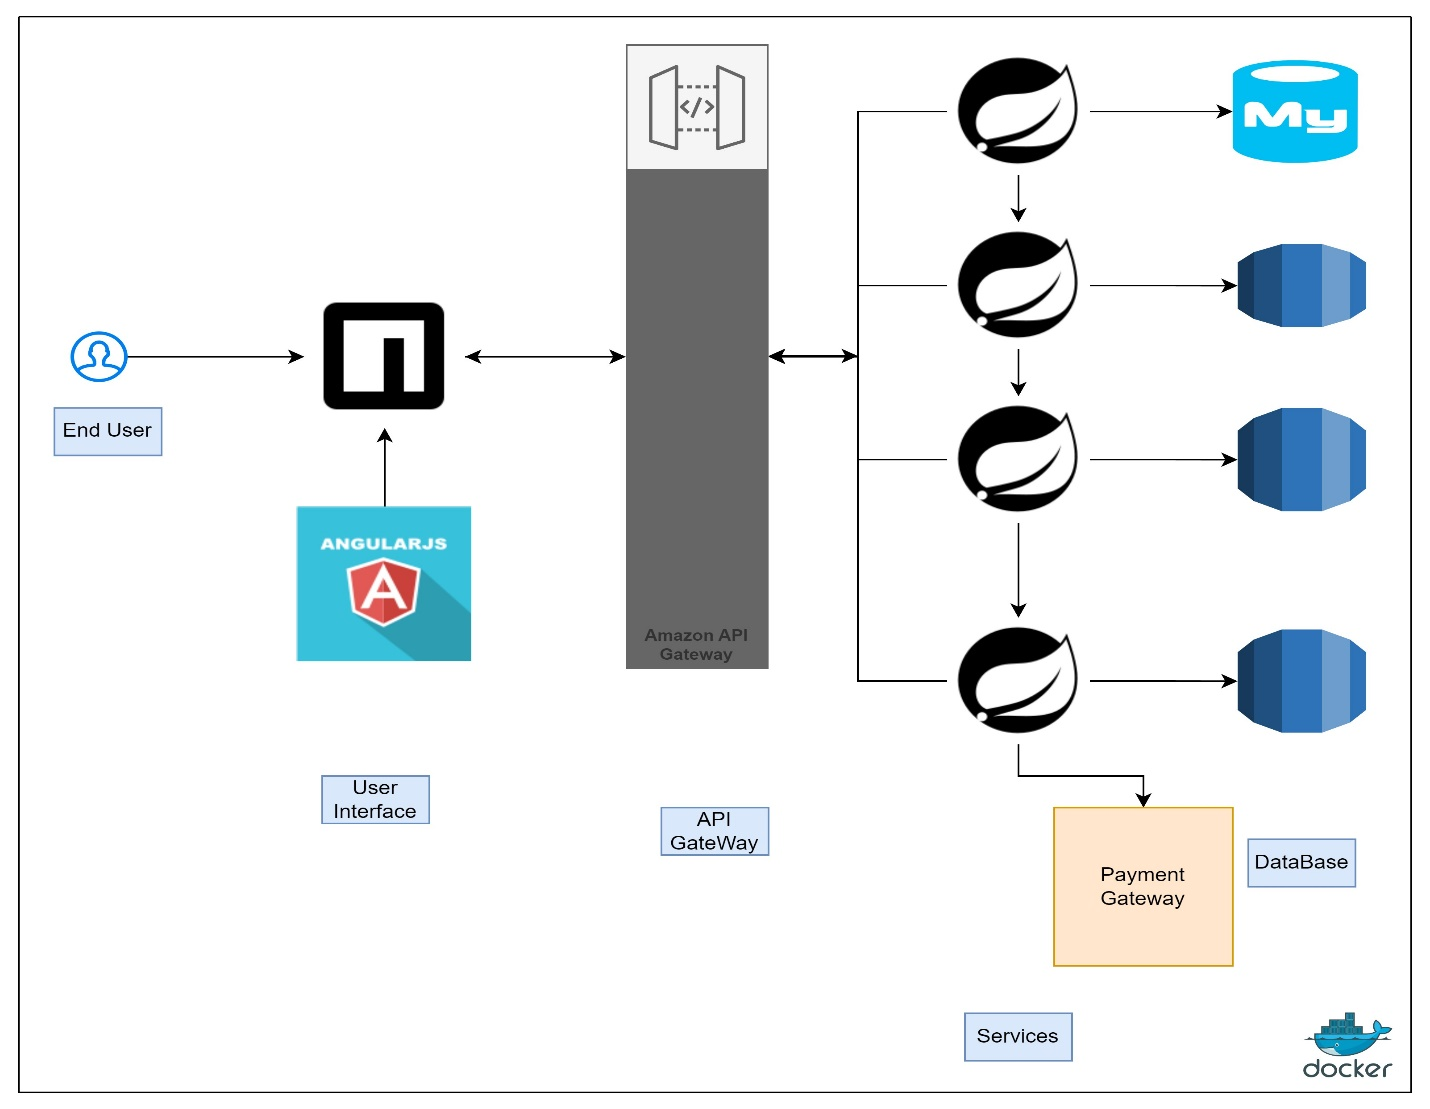 </>
My
End User
ANGULARJS
A
Amazon API
Gateway
User
Interface
API
GateWay
Payment
Gateway
DataBase
Services
docker